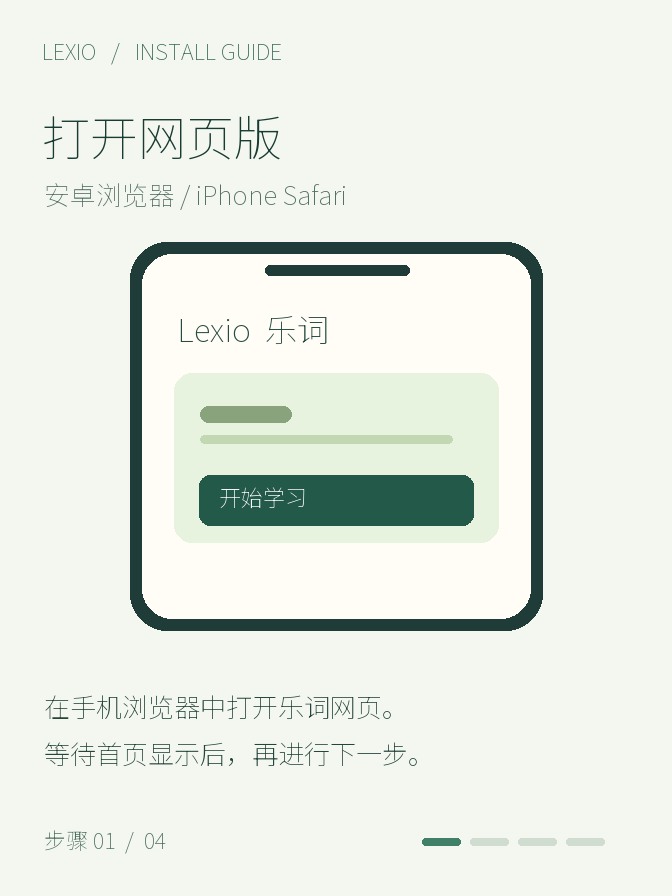 LEXIO / INSTALL GUIDE
打开网页版
安卓浏览器 / iPhone Safari
Lexio 乐词
开始学习
在手机浏览器中打开乐词网页。
等待首页显示后，再进行下一步。
步骤 01 / 04